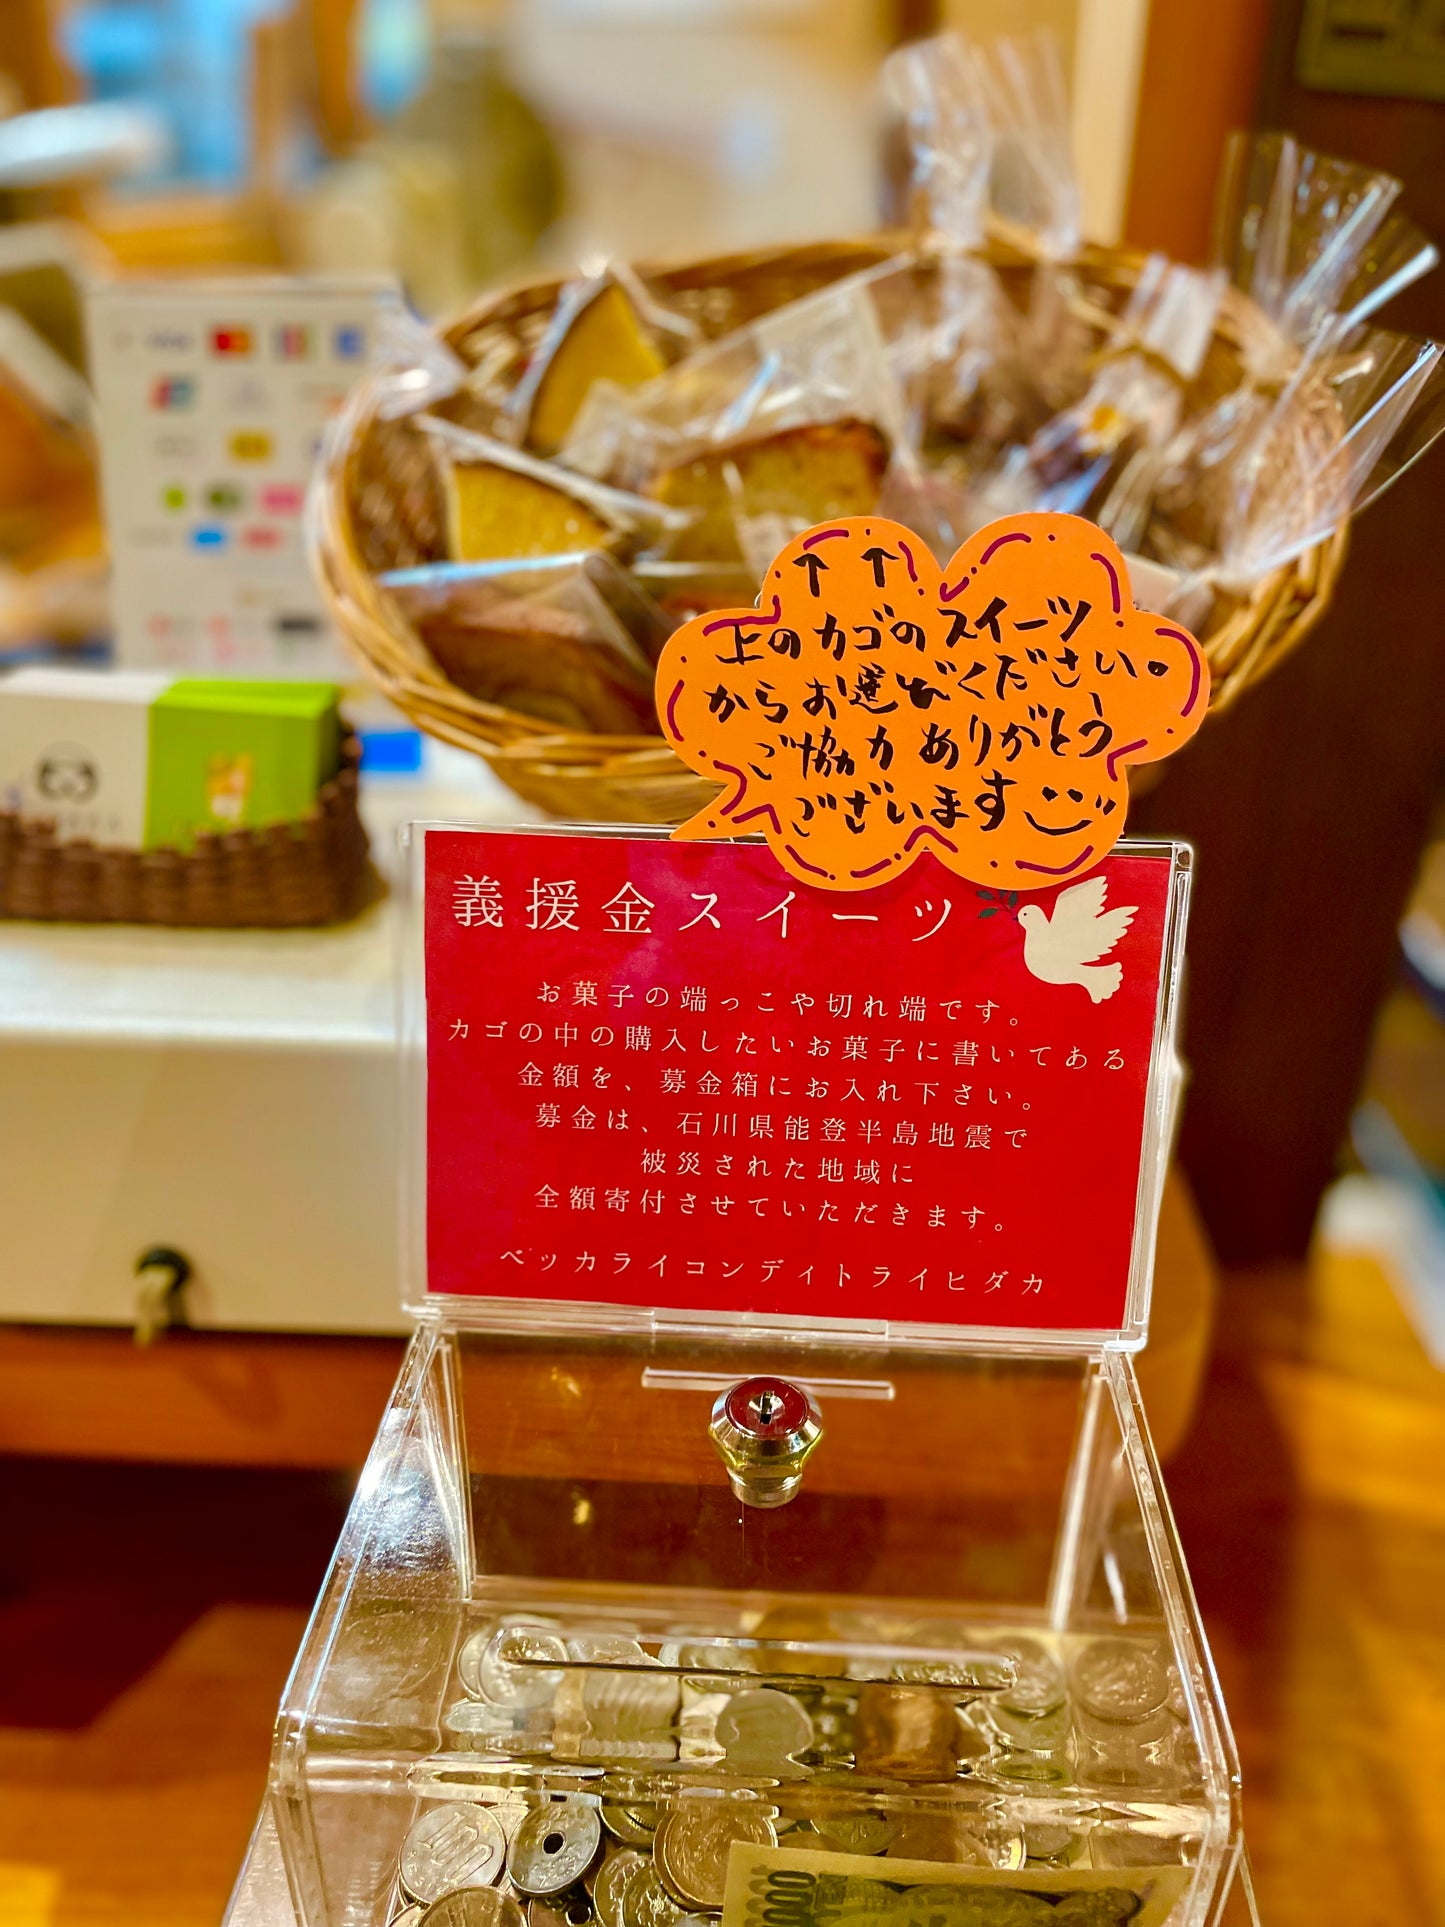 ↑ ↑
上のカゴのスイーツ
からお選びください。
ご協力ありがとう
ございます
義援金スイーツ
お菓子の端っこや切れ端です。
カゴの中の購入したいお菓子に書いてある
金額を、募金箱にお入れ下さい。
募金は、石川県能登半島地震で
被災された地域に
全額寄付させていただきます。
ベッカライコンディトライヒダカ
100
1000